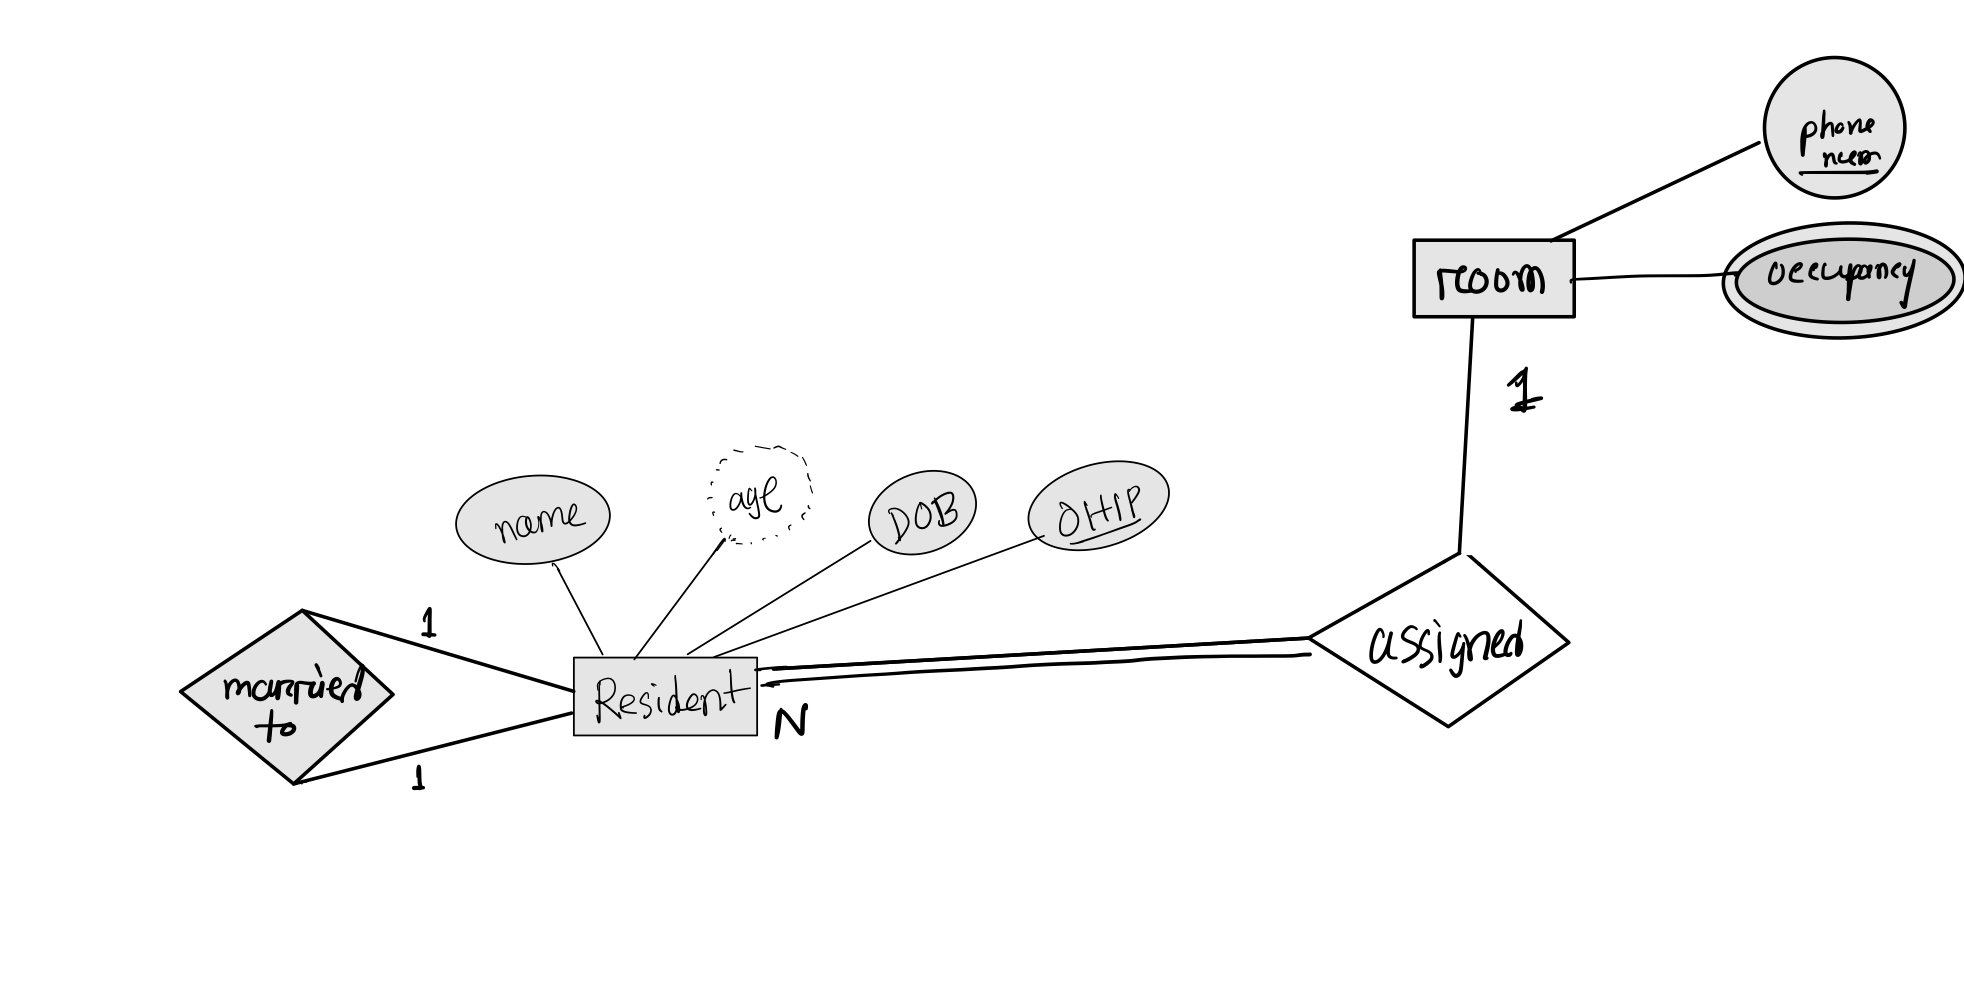 phone
num
room
occupancy
1
name
age
DOB
OHIP
1
married
to
Resident
assigned
N
1